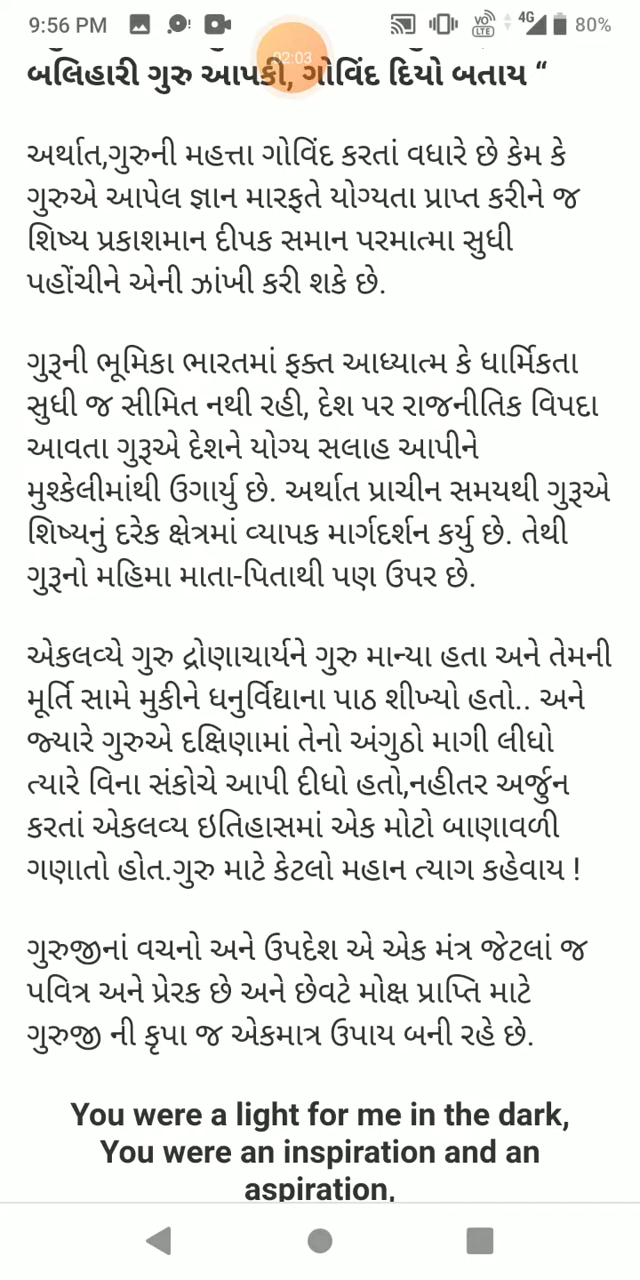 9:56 PM
4G 80%
02:03
બલિહારી ગુરુ આપકી, ગોવિંદ દિયો બતાય “
અર્થાત,ગુરુની મહત્તા ગોવિંદ કરતાં વધારે છે કેમ કે
ગુરુએ આપેલ જ્ઞાન મારફતે યોગ્યતા પ્રાપ્ત કરીને જ
શિષ્ય પ્રકાશમાન દીપક સમાન પરમાત્મા સુધી
પહોંચીને એની ઝાંખી કરી શકે છે.
ગુરૂની ભૂમિકા ભારતમાં ફક્ત આધ્યાત્મ કે ધાર્મિકતા
સુધી જ સીમિત નથી રહી, દેશ પર રાજનીતિક વિપદા
આવતા ગુરૂએ દેશને યોગ્ય સલાહ આપીને
મુશ્કેલીમાંથી ઉગાર્યુ છે. અર્થાત પ્રાચીન સમયથી ગુરૂએ
શિષ્યનું દરેક ક્ષેત્રમાં વ્યાપક માર્ગદર્શન કર્યુ છે. તેથી
ગુરૂનો મહિમા માતા-પિતાથી પણ ઉપર છે.
એકલવ્યે ગુરુ દ્રોણાચાર્યને ગુરુ માન્યા હતા અને તેમની
મૂર્તિ સામે મુકીને ધનુર્વિદ્યાના પાઠ શીખ્યો હતો.. અને
જ્યારે ગુરુએ દક્ષિણામાં તેનો અંગુઠો માગી લીધો
ત્યારે વિના સંકોચે આપી દીધો હતો,નહીતર અર્જુન
કરતાં એકલવ્ય ઇતિહાસમાં એક મોટો બાણાવળી
ગણાતો હોત.ગુરુ માટે કેટલો મહાન ત્યાગ કહેવાય !
ગુરુજીનાં વચનો અને ઉપદેશ એ એક મંત્ર જેટલાં જ
પવિત્ર અને પ્રેરક છે અને છેવટે મોક્ષ પ્રાપ્તિ માટે
ગુરુજી ની કૃપા જ એકમાત્ર ઉપાય બની રહે છે.
You were a light for me in the dark,
You were an inspiration and an
aspiration,